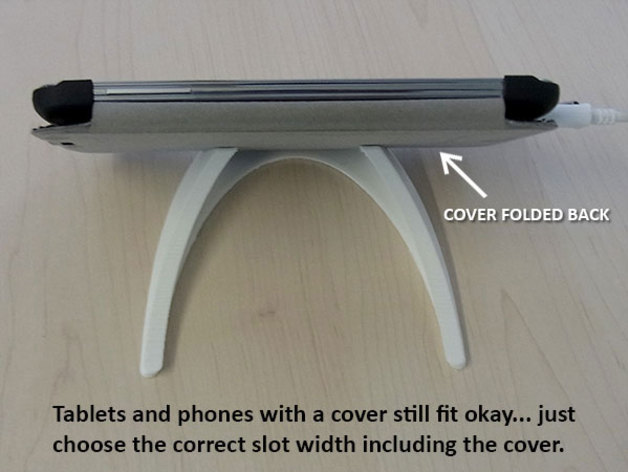 COVER FOLDED BACK
Tablets and phones with a cover still fit okay... just
choose the correct slot width including the cover.